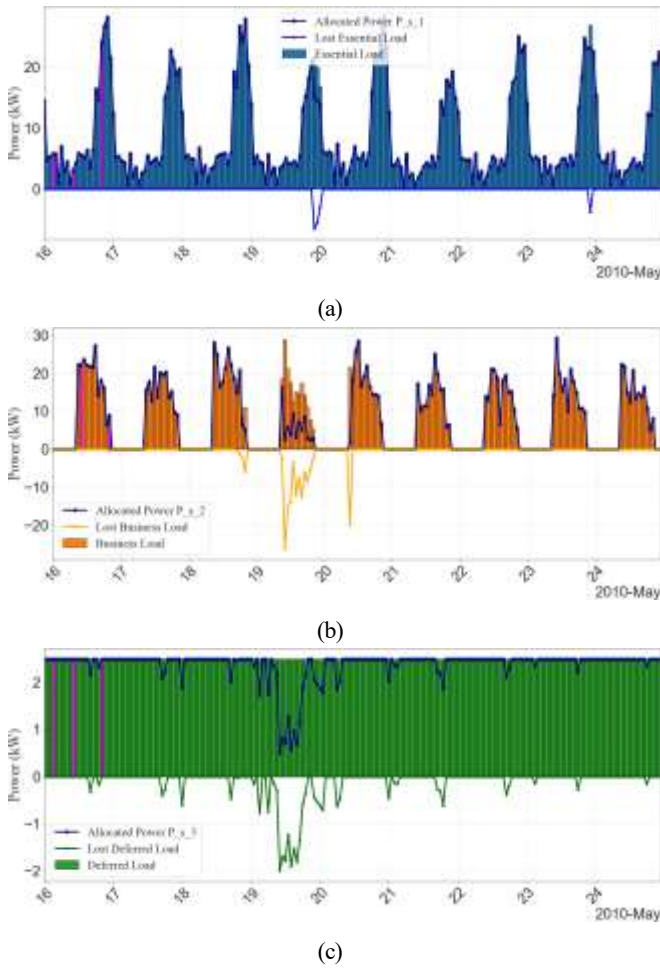 20
10
0
Power (kW)
Allocated Power P_s_1
Lost Essential Load
Essential Load
16 17 18 19 20 21 22 23 24
2010-May
(a)
30
20
10
0
−10
−20
Power (kW)
Allocated Power P_s_2
Lost Business Load
Business Load
16 17 18 19 20 21 22 23 24
2010-May
(b)
2
1
0
−1
−2
Power (kW)
Allocated Power P_s_3
Lost Deferred Load
Deferred Load
16 17 18 19 20 21 22 23 24
2010-May
(c)